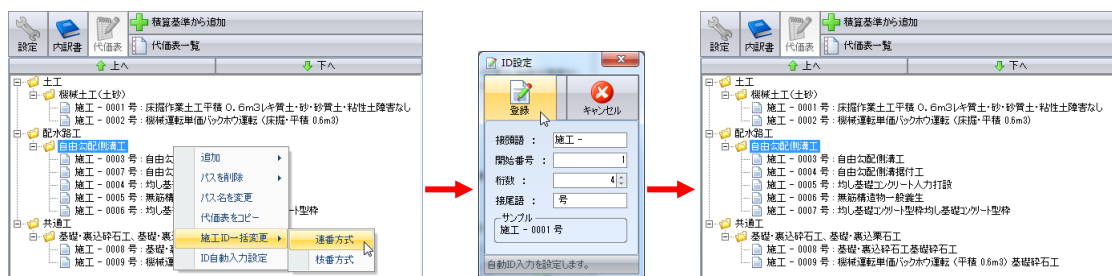 設定
内訳書
代価表
積算基準から追加
代価表一覧
上へ
下へ
土工
機械土工(土砂)
施工 - 0001 号 : 床掘作業土工平積 0.6m3レキ質土・砂・砂質土・粘性土障害なし
施工 - 0002 号 : 機械運転単価バックホウ運転 (床掘・平積 0.6m3)
配水路工
自由勾配側溝工
施工 - 0003 号 : 自由勾
施工 - 0007 号 : 自由勾
施工 - 0004 号 : 均し基
施工 - 0005 号 : 無筋構
施工 - 0006 号 : 均し基
ート型枠
共通工
基礎・裏込砕石工、基礎・裏
施工 - 0008 号 : 基礎・
施工 - 0009 号 : 機械運
追加
パスを削除
パス名を変更
代価表をコピー
施工ID一括変更
ID自動入力設定
連番方式
枝番方式
ID設定
登録
キャンセル
接頭語 : 施工 -
開始番号 : 1
桁数 : 4
接尾語 : 号
サンプル
施工 - 0001 号
自動ID入力を設定します。
設定
内訳書
代価表
積算基準から追加
代価表一覧
上へ
下へ
土工
機械土工(土砂)
施工 - 0001 号 : 床掘作業土工平積 0.6m3レキ質土・砂・砂質土・粘性土障害なし
施工 - 0002 号 : 機械運転単価バックホウ運転 (床掘・平積 0.6m3)
配水路工
自由勾配側溝工
施工 - 0003 号 : 自由勾配側溝工
施工 - 0004 号 : 自由勾配側溝据付工
施工 - 0005 号 : 均し基礎コンクリート人力打設
施工 - 0006 号 : 無筋構造物一般養生
施工 - 0007 号 : 均し基礎コンクリート型枠均し基礎コンクリート型枠
共通工
基礎・裏込砕石工、基礎・裏込栗石工
施工 - 0008 号 : 基礎・裏込砕石工基礎砕石工
施工 - 0009 号 : 機械運転単価バックホウ運転 (平積 0.6m3) 基礎砕石工